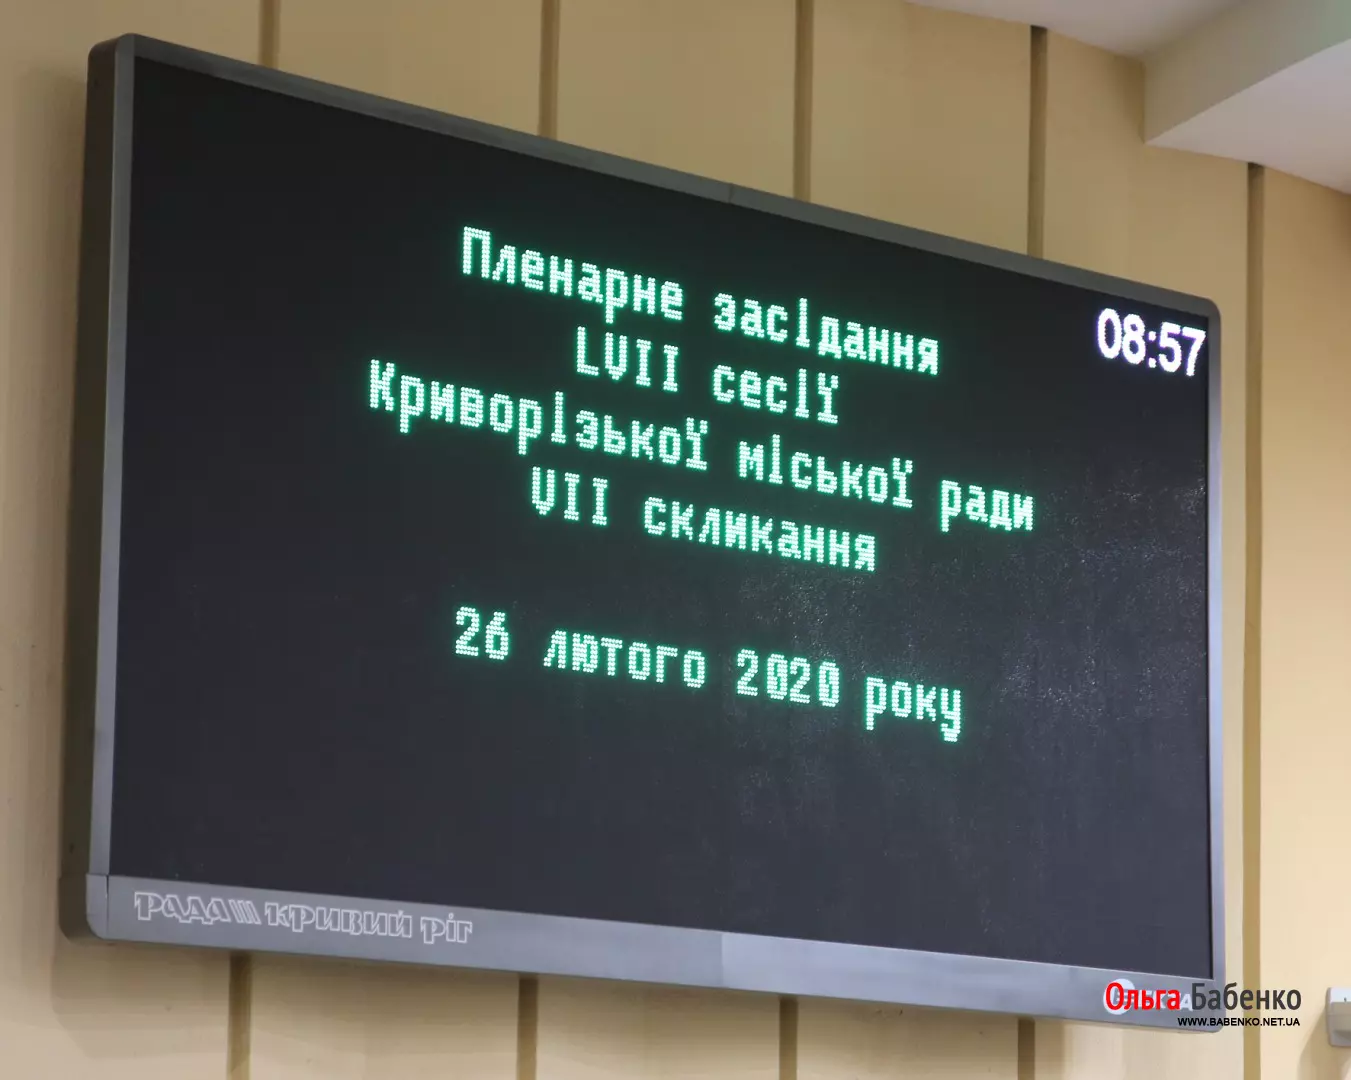 Пленарне засідання
08:57
LVII сесії
Криворізької міської ради
VII скликання
26 лютого 2020 року
РАДА КРИВИЙ РІГ
Ольга Бабенко
WWW.BABENKO.NET.UA